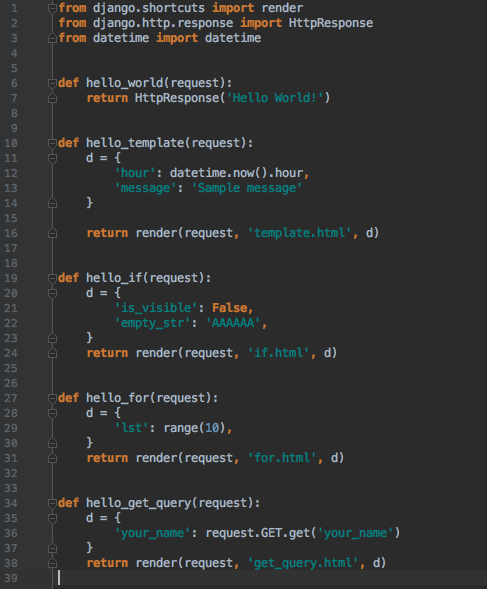 1 from django.shortcuts import render
2 from django.http.response import HttpResponse
3 from datetime import datetime
4
5
6 def hello_world(request):
7     return HttpResponse('Hello World!')
8
9
10 def hello_template(request):
11     d = {
12         'hour': datetime.now().hour,
13         'message': 'Sample message'
14     }
15
16     return render(request, 'template.html', d)
17
18
19 def hello_if(request):
20     d = {
21         'is_visible': False,
22         'empty_str': 'AAAAAA',
23     }
24     return render(request, 'if.html', d)
25
26
27 def hello_for(request):
28     d = {
29         'lst': range(10),
30     }
31     return render(request, 'for.html', d)
32
33
34 def hello_get_query(request):
35     d = {
36         'your_name': request.GET.get('your_name')
37     }
38     return render(request, 'get_query.html', d)
39